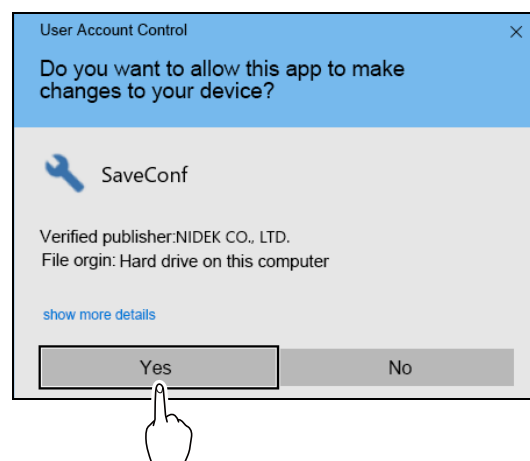 User Account Control
Do you want to allow this app to make
changes to your device?
SaveConf
Verified publisher:NIDEK CO., LTD.
File orgin: Hard drive on this computer
show more details
Yes
No